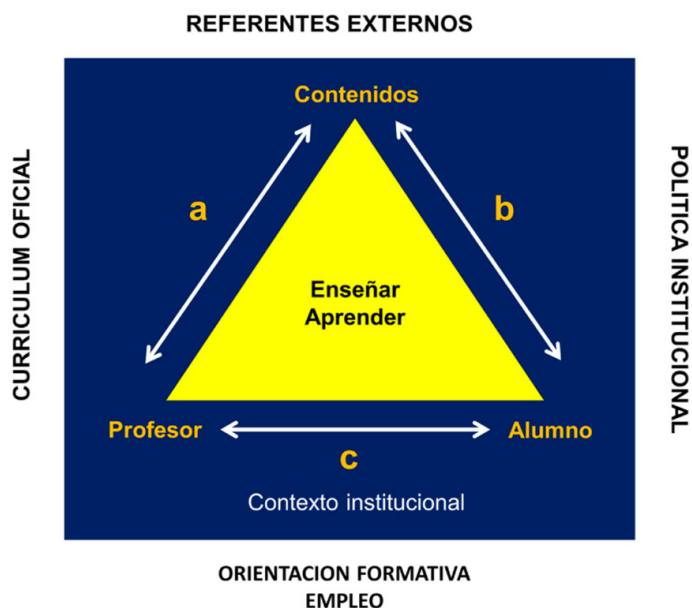 REFERENTES EXTERNOS
Contenidos
CURRICULUM OFICIAL
POLITICA INSTITUCIONAL
a
b
Enseñar
Aprender
Profesor
Alumno
c
Contexto institucional
ORIENTACION FORMATIVA
EMPLEO